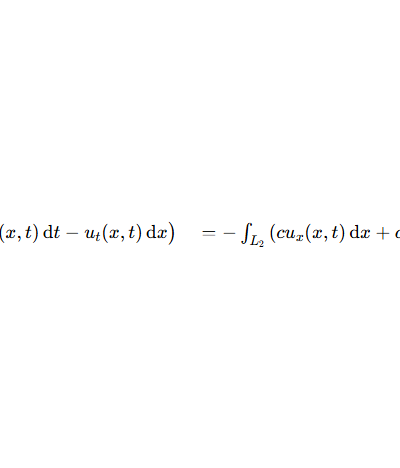 (x, t) dt − u_t(x, t) dx) = − ∫_{L_2} (cu_x(x, t) dx +